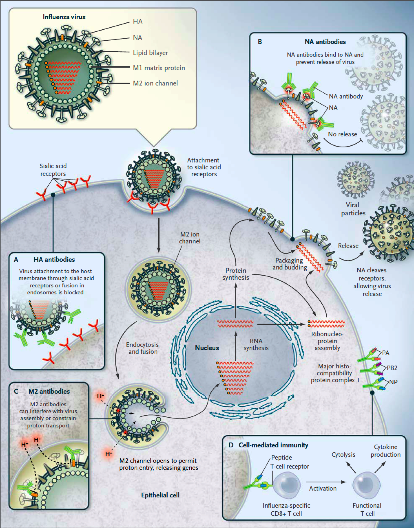 Influenza virus
HA
NA
Lipid bilayer
M1 matrix protein
M2 ion channel
B
NA antibodies
NA antibodies bind to NA and
prevent release of virus
NA antibody
NA
No release
Sialic acid
receptors
Attachment
to sialic acid
receptors
Viral
particles
M2 ion
channel
Packaging
and budding
Release
NA cleaves
receptors,
allowing virus
release
A
HA antibodies
Virus attachment to the host
membrane through sialic acid
receptors or fusion in
endosomes is blocked
Protein
synthesis
Endocytosis
and fusion
Nucleus
RNA
synthesis
Ribonucleo-
protein
assembly
PA
PB2
NP
Major histo-
compatibility
protein complex I
C
M2 antibodies
M2 antibodies
can interfere with virus
assembly or constrain
proton transport
H+
H+
H+
H+
M2 channel opens to permit
proton entry, releasing genes
Epithelial cell
D
Cell-mediated immunity
Peptide
T cell receptor
Cytolysis
Cytokine
production
Activation
Influenza-specific
CD8+ T cell
Functional
T cell